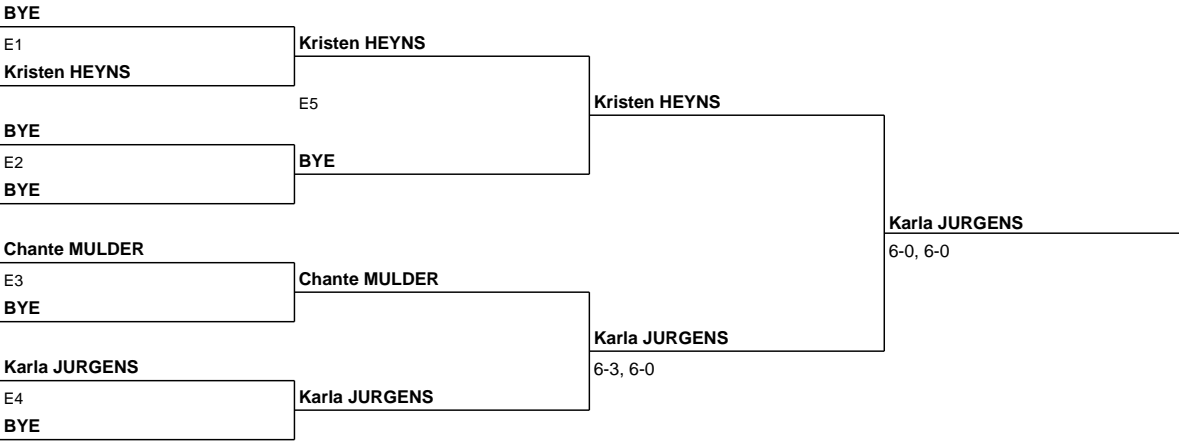 BYE
E1
Kristen HEYNS
BYE
E2
BYE
Chante MULDER
E3
BYE
Karla JURGENS
E4
BYE
Kristen HEYNS
E5
BYE
Chante MULDER
Karla JURGENS
Kristen HEYNS
Karla JURGENS
6-3, 6-0
Karla JURGENS
6-0, 6-0